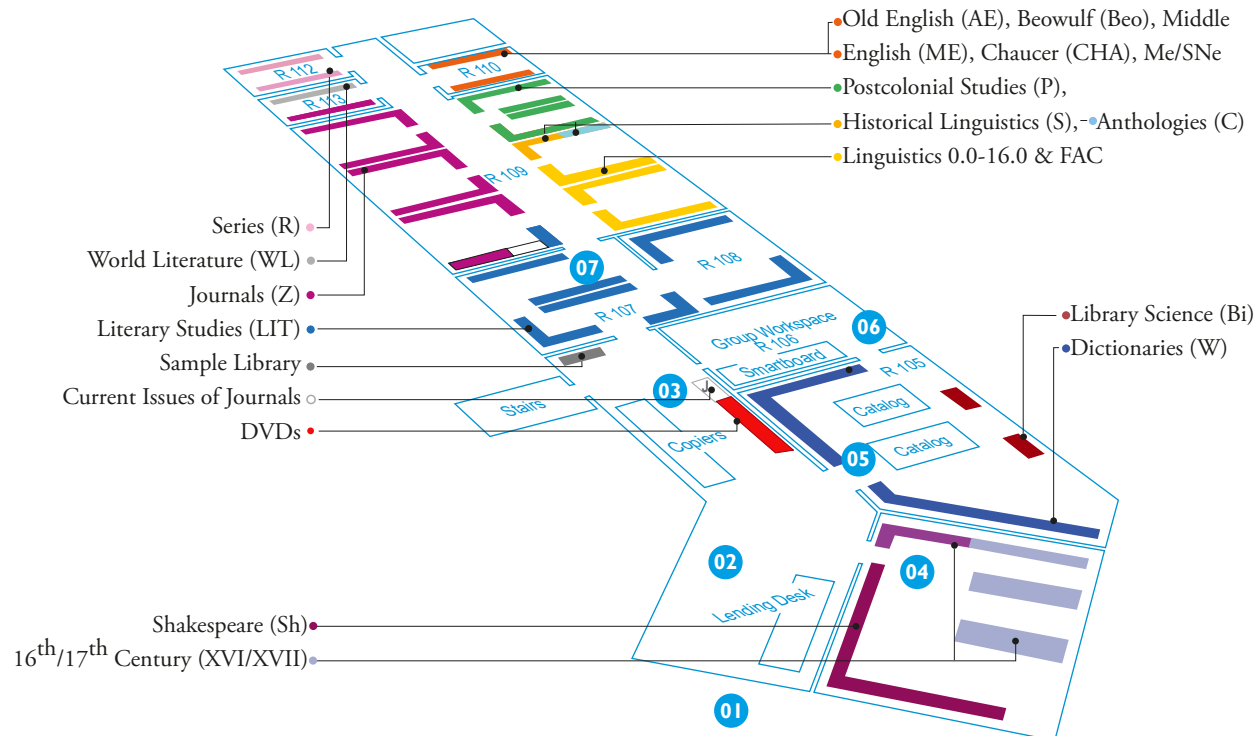 Old English (AE), Beowulf (Beo), Middle
English (ME), Chaucer (CHA), Me/SNe
Postcolonial Studies (P),
Historical Linguistics (S),-Anthologies (C)
Linguistics 0.0-16.0 & FAC
R 112
R 110
R 113
R 109
Series (R)
World Literature (WL)
Journals (Z)
Literary Studies (LIT)
Sample Library
Current Issues of Journals
DVDs
07
R 108
R 107
Group Workspace
R 106
Smartboard
06
R 105
Library Science (Bi)
Dictionaries (W)
03
J
Stairs
Copiers
Catalog
Catalog
05
02
04
Lending Desk
Shakespeare (Sh)
16th/17th Century (XVI/XVII)
01